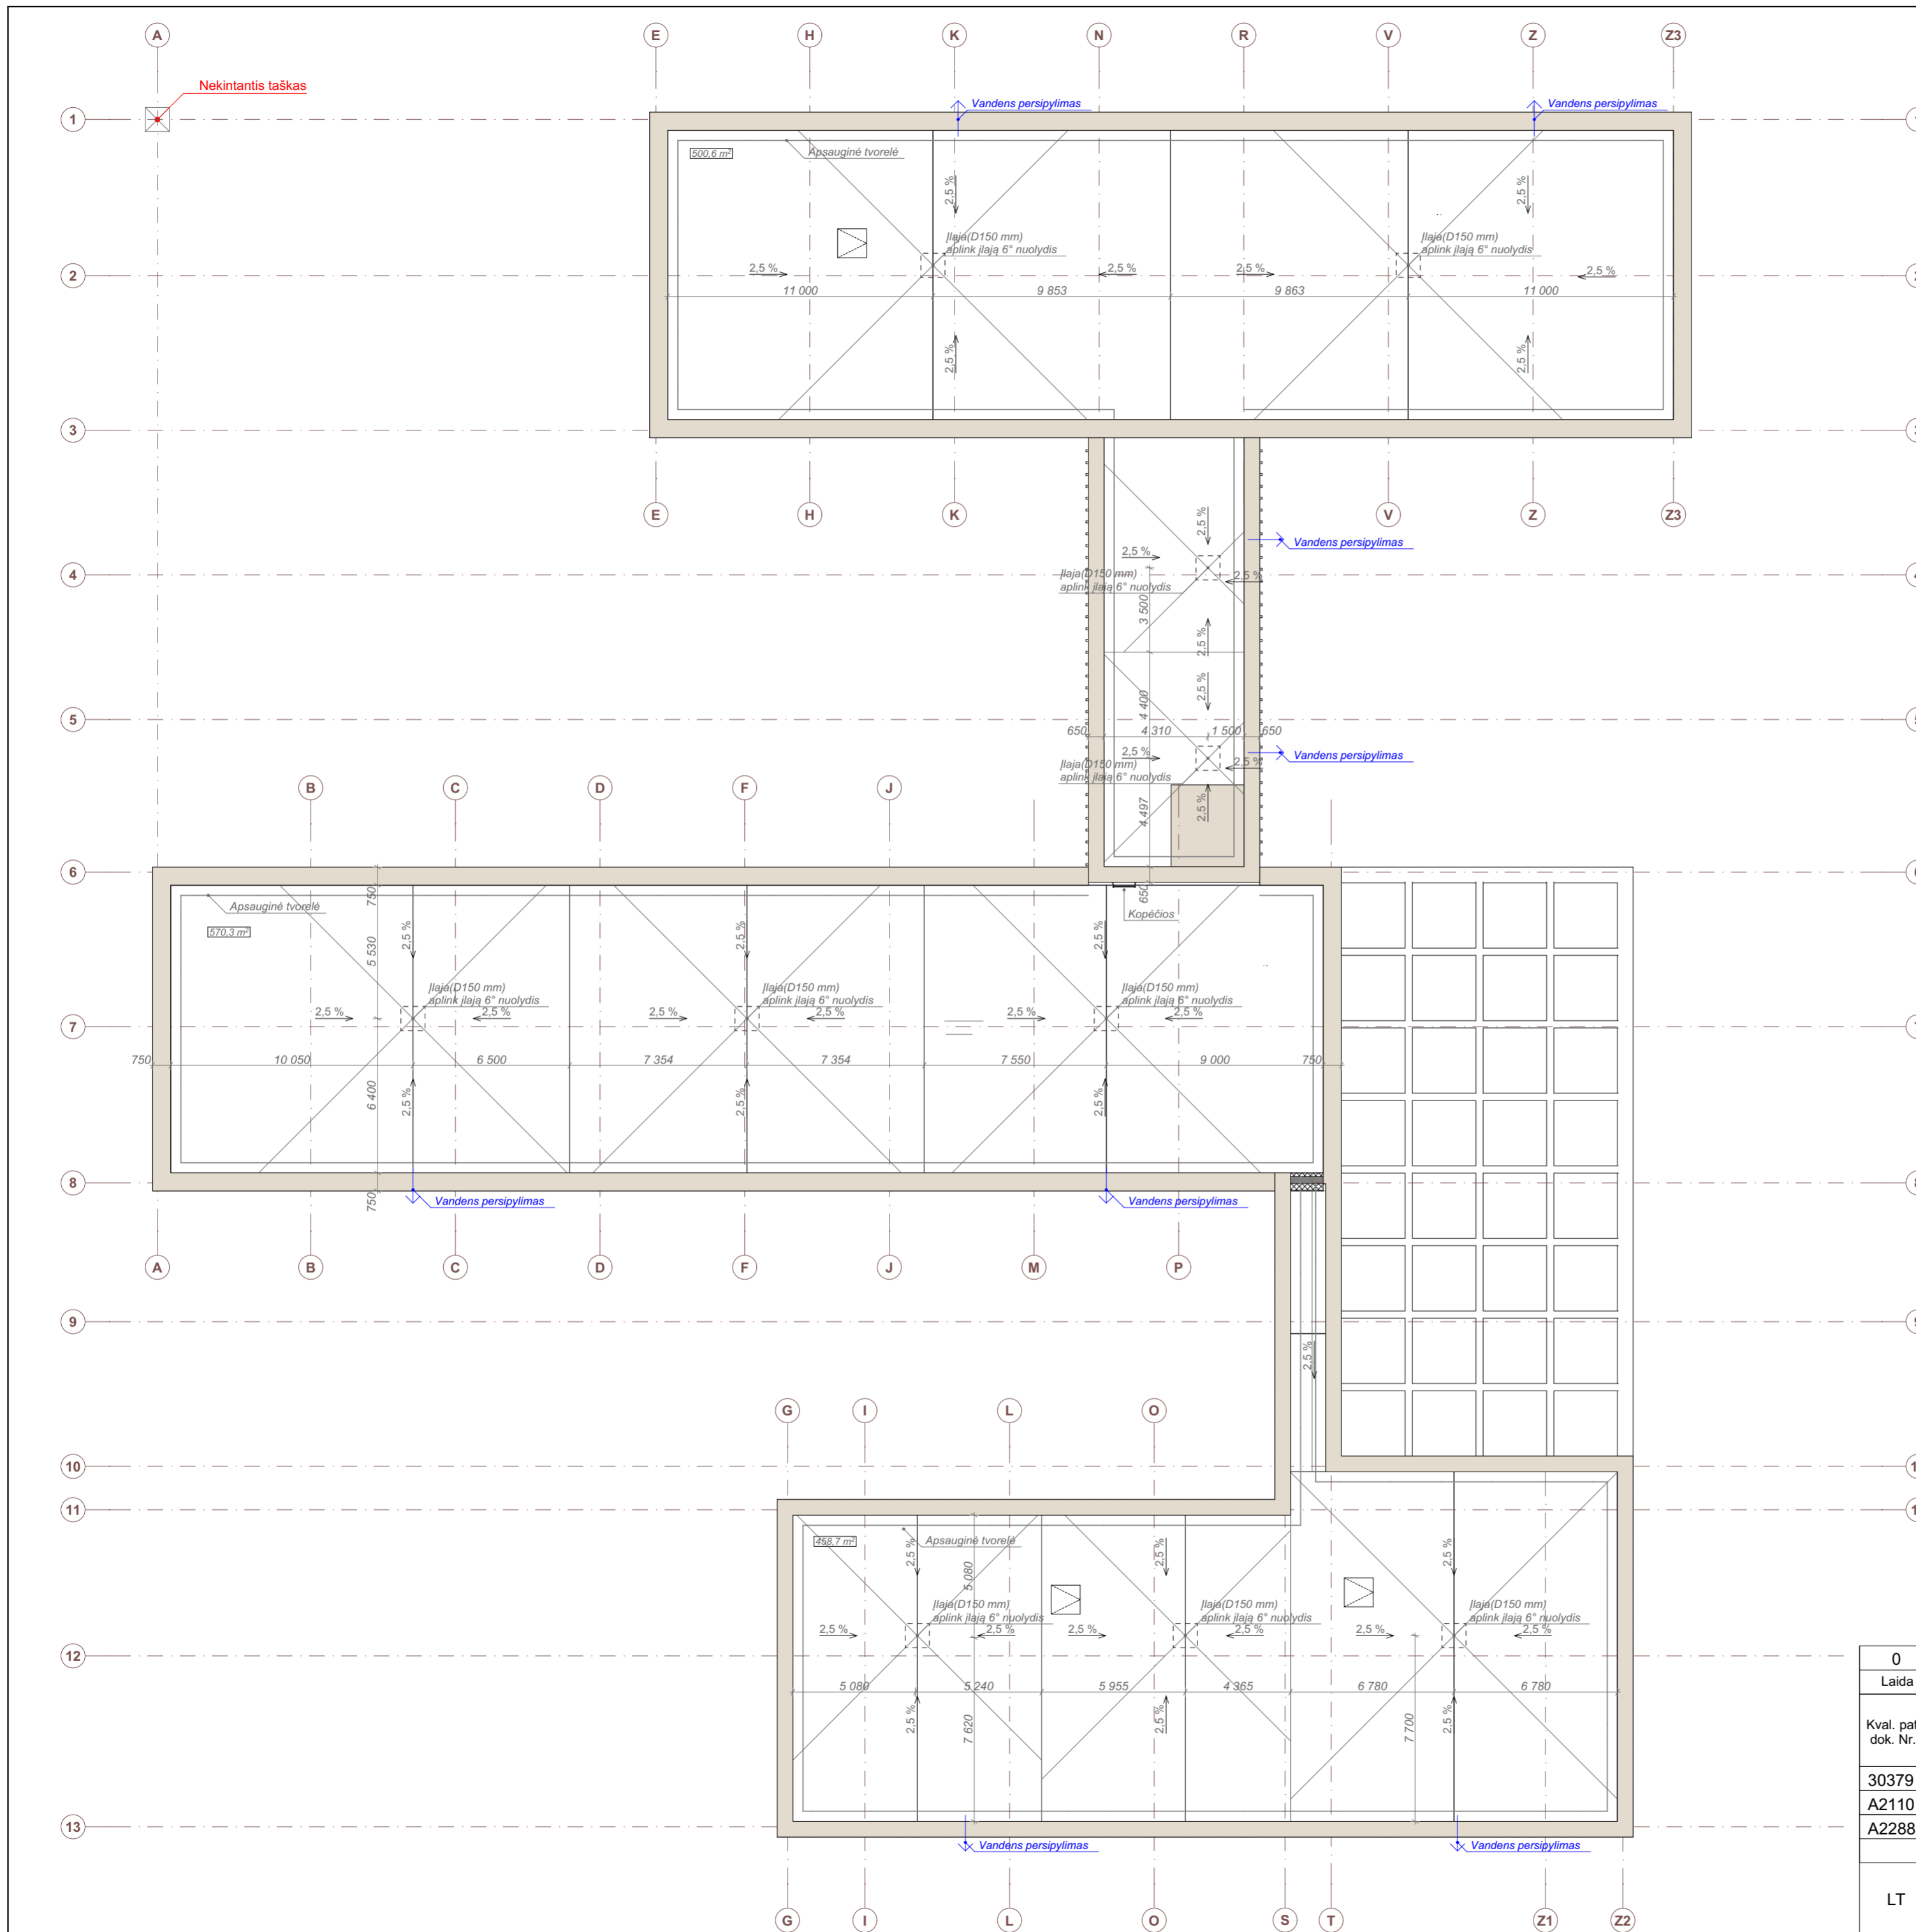 A
E
H
K
N
R
V
Z
Z3
Nekintantis taškas
Vandens persipylimas
Vandens persipylimas
1
500,6 m²
Apsauginė tvorelė
2,5 %
2,5 %
Įlaja(D150 mm)
aplink įlają 6° nuolydis
Įlaja(D150 mm)
aplink įlają 6° nuolydis
2
2,5 %
2,5 %
2,5 %
2,5 %
11 000
9 853
9 863
11 000
2,5 %
2,5 %
3
E
H
K
V
Z
Z3
2,5 %
Vandens persipylimas
2,5 %
4
Įlaja(D150 mm)
2,5 %
aplink įlają 6° nuolydis
3 500
2,5 %
2,5 %
4 400
5
650
4 310
1 500
650
2,5 %
Vandens persipylimas
Įlaja(D150 mm)
2,5 %
aplink įlają 6° nuolydis
B
C
D
F
J
4 497
2,5 %
6
6
750
650
Apsauginė tvorelė
Kopėčios
570,3 m²
5 530
2,5 %
2,5 %
2,5 %
Įlaja(D150 mm)
aplink įlają 6° nuolydis
Įlaja(D150 mm)
aplink įlają 6° nuolydis
Įlaja(D150 mm)
aplink įlają 6° nuolydis
2,5 %
2,5 %
2,5 %
2,5 %
2,5 %
2,5 %
7
750
10 050
6 500
7 354
7 354
7 550
9 000
750
6 400
2,5 %
2,5 %
2,5 %
8
750
Vandens persipylimas
Vandens persipylimas
A
B
C
D
F
J
M
P
9
2,5 %
G
I
L
O
10
11
458,7 m²
Apsauginė tvorelė
2,5 %
5 080
2,5 %
2,5 %
Įlaja(D150 mm)
aplink įlają 6° nuolydis
Įlaja(D150 mm)
aplink įlają 6° nuolydis
Įlaja(D150 mm)
aplink įlają 6° nuolydis
2,5 %
2,5 %
2,5 %
2,5 %
2,5 %
2,5 %
12
5 080
5 240
5 955
4 365
6 780
6 780
2,5 %
7 620
2,5 %
7 700
2,5 %
13
Vandens persipylimas
Vandens persipylimas
G
I
L
O
S
T
Z1
Z2
0
Laida
Kval. pat
dok. Nr.
30379
A2110
A2288
LT